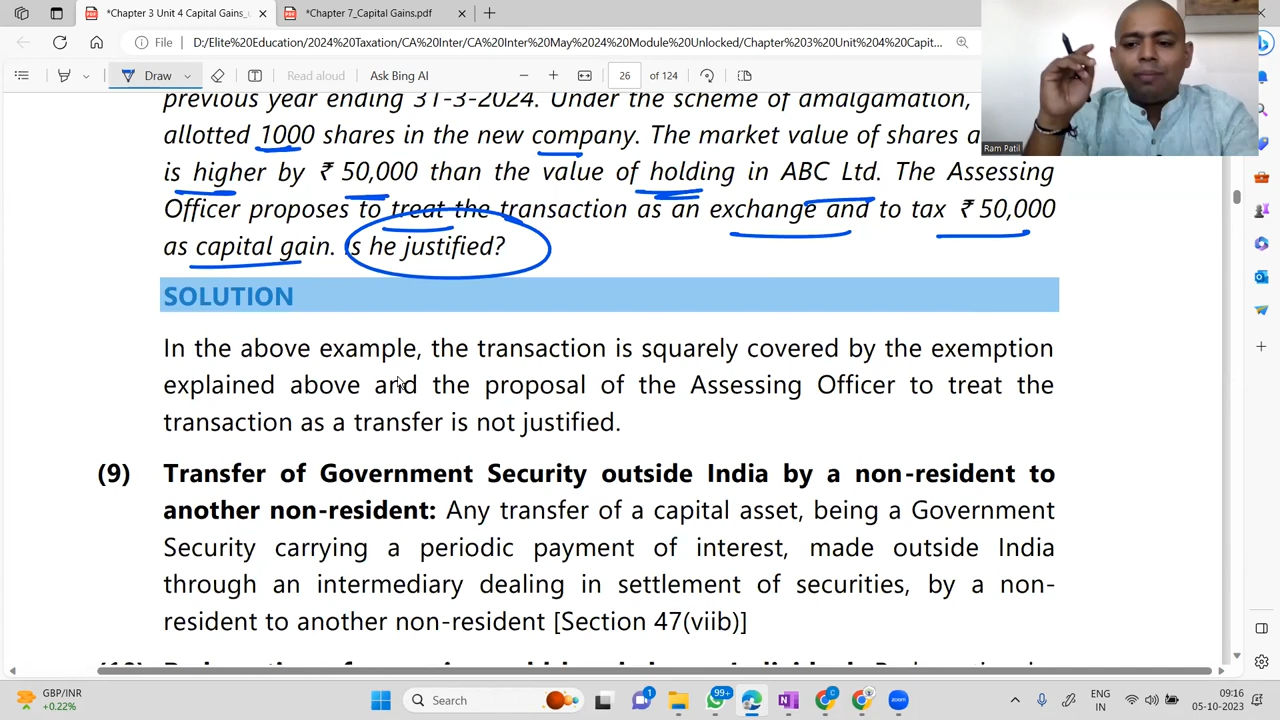 *Chapter 3 Unit 4 Capital Gains_
*Chapter 7_Capital Gains.pdf
File
D:/Elite%20Education/2024%20Taxation/CA%20Inter/CA%20Inter%20May%202024%20Module%20Unlocked/Chapter%203%20Unit%204%20Capit...
Draw
Read aloud
Ask Bing AI
26 of 124
previous year ending 31-3-2024. Under the scheme of amalgamation,
allotted 1000 shares in the new company. The market value of shares
is higher by ₹ 50,000 than the value of holding in ABC Ltd. The Assessing
Officer proposes to treat the transaction as an exchange and to tax ₹ 50,000
as capital gain. Is he justified?
Ram Patil
SOLUTION
In the above example, the transaction is squarely covered by the exemption
explained above and the proposal of the Assessing Officer to treat the
transaction as a transfer is not justified.
(9) Transfer of Government Security outside India by a non-resident to
another non-resident: Any transfer of a capital asset, being a Government
Security carrying a periodic payment of interest, made outside India
through an intermediary dealing in settlement of securities, by a non-
resident to another non-resident [Section 47(viib)]
GBP/INR
+0.22%
Search
1
99+
ENG
IN
09:16
05-10-2023